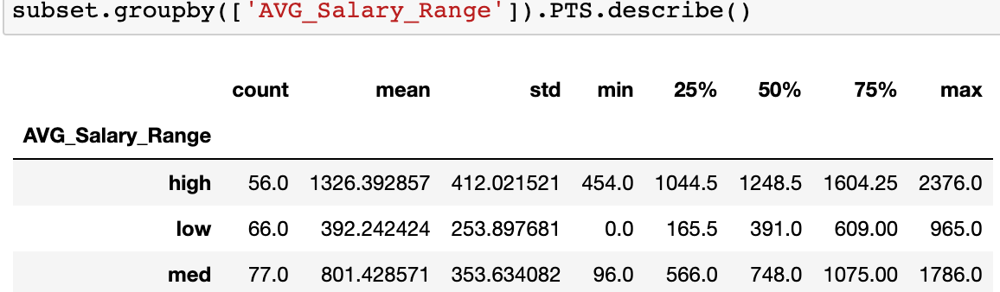 subset.groupby(['AVG_Salary_Range']).PTS.describe()
count mean std min 25% 50% 75% max
AVG_Salary_Range
high 56.0 1326.392857 412.021521 454.0 1044.5 1248.5 1604.25 2376.0
low 66.0 392.242424 253.897681 0.0 165.5 391.0 609.00 965.0
med 77.0 801.428571 353.634082 96.0 566.0 748.0 1075.00 1786.0